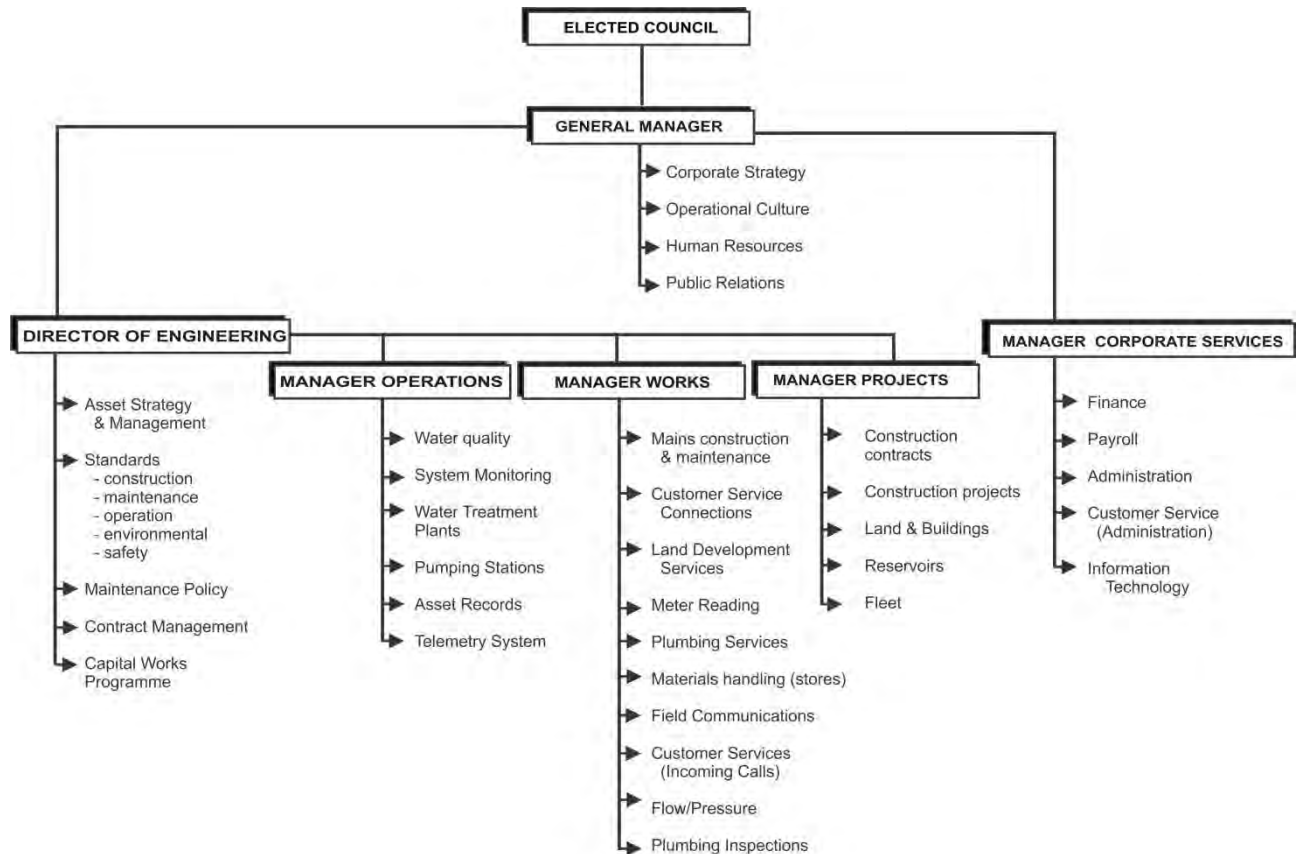 ELECTED COUNCIL
GENERAL MANAGER
Corporate Strategy
Operational Culture
Human Resources
Public Relations
DIRECTOR OF ENGINEERING
Asset Strategy
& Management
Standards
- construction
- maintenance
- operation
- environmental
- safety
Maintenance Policy
Contract Management
Capital Works
Programme
MANAGER OPERATIONS
Water quality
System Monitoring
Water Treatment
Plants
Pumping Stations
Asset Records
Telemetry System
MANAGER WORKS
Mains construction
& maintenance
Customer Service
Connections
Land Development
Services
Meter Reading
Plumbing Services
Materials handling (stores)
Field Communications
Customer Services
(Incoming Calls)
Flow/Pressure
Plumbing Inspections
MANAGER PROJECTS
Construction
contracts
Construction projects
Land & Buildings
Reservoirs
Fleet
MANAGER CORPORATE SERVICES
Finance
Payroll
Administration
Customer Service
(Administration)
Information
Technology